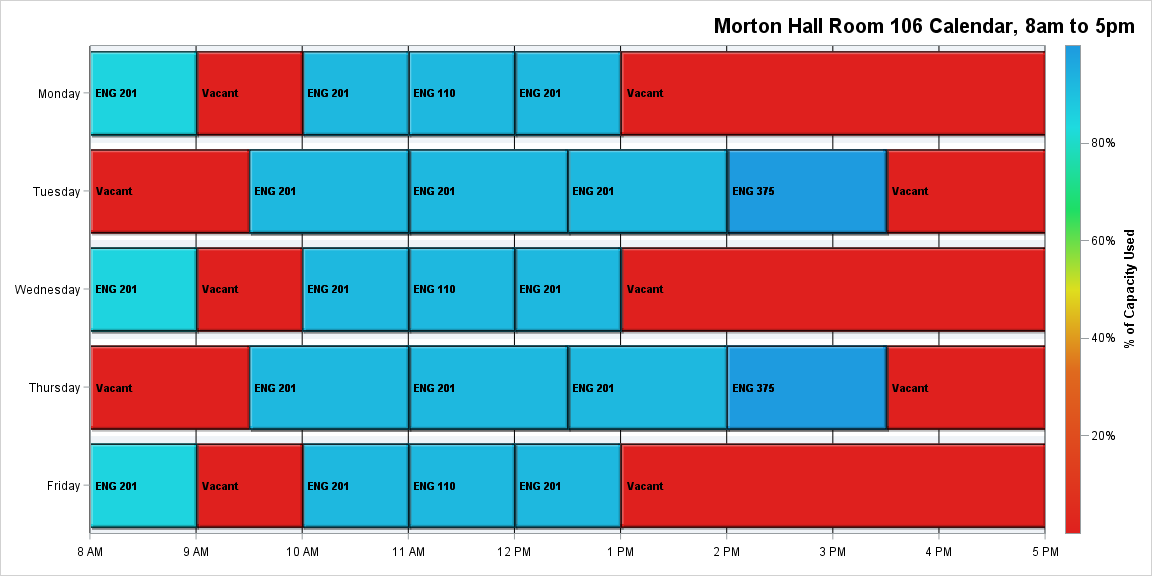 Morton Hall Room 106 Calendar, 8am to 5pm
Monday
ENG 201
Vacant
ENG 201
ENG 110
ENG 201
Vacant
Tuesday
Vacant
ENG 201
ENG 201
ENG 201
ENG 375
Vacant
Wednesday
ENG 201
Vacant
ENG 201
ENG 110
ENG 201
Vacant
Thursday
Vacant
ENG 201
ENG 201
ENG 201
ENG 375
Vacant
Friday
ENG 201
Vacant
ENG 201
ENG 110
ENG 201
Vacant
8 AM
9 AM
10 AM
11 AM
12 PM
1 PM
2 PM
3 PM
4 PM
5 PM
80%
60%
40%
20%
% of Capacity Used